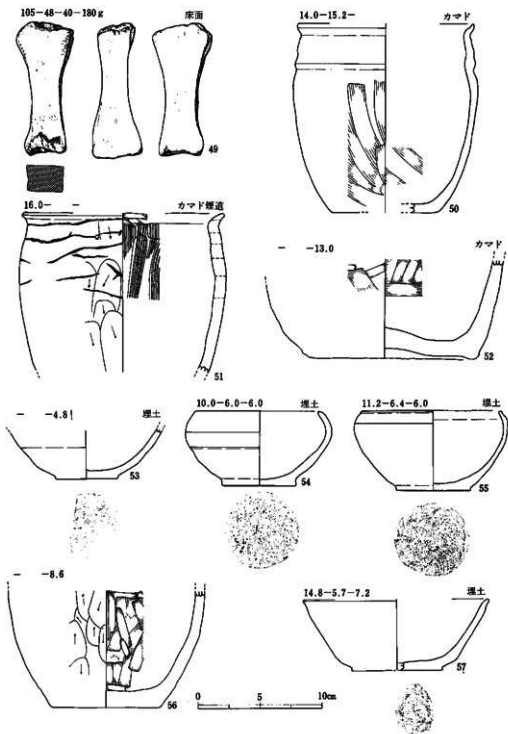 105-48-40-180g 床面
49
14.0-15.2- カマド
50
16.0- - カマド煙道
51
- -13.0 カマド
52
- -4.8 埋土
53
10.0-6.0-6.0 埋土
54
11.2-6.4-6.0 埋土
55
- -8.6
56
14.8-5.7-7.2 埋土
57
0 5 10cm